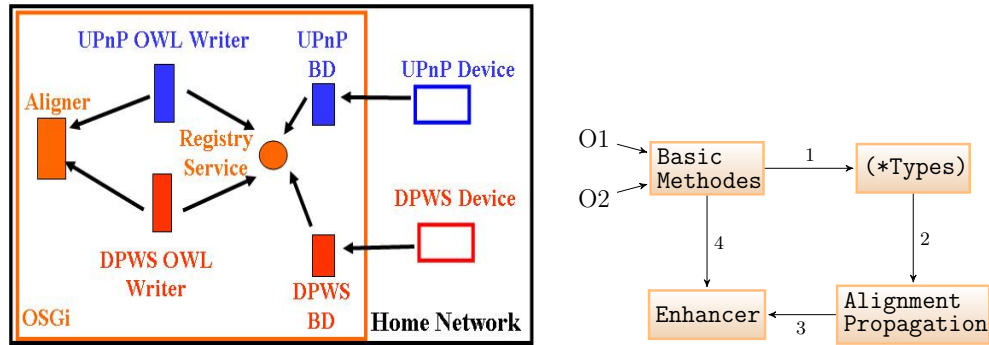 UPnP OWL Writer
UPnP
BD
UPnP Device
Aligner
Registry
Service
DPWS Device
DPWS OWL
Writer
DPWS
BD
OSGi
Home Network
O1
O2
Basic
Methodes
1
(*Types)
4
2
Enhancer
3
Alignment
Propagation